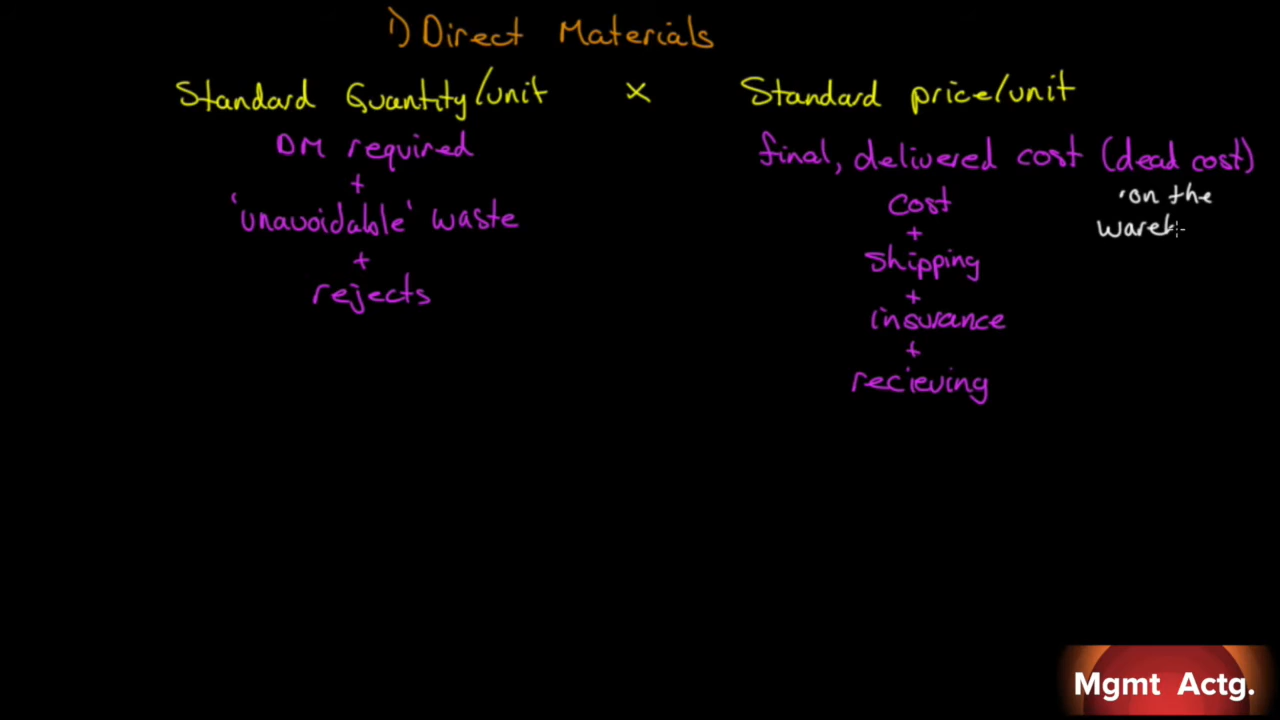 1) Direct Materials
Standard Quantity/unit x Standard price/unit
DM required
+
'unavoidable' waste
+
rejects
final, delivered cost (dead cost)
cost
+
shipping
+
insurance
+
recieving
'on the
wareh
Mgmt Actg.